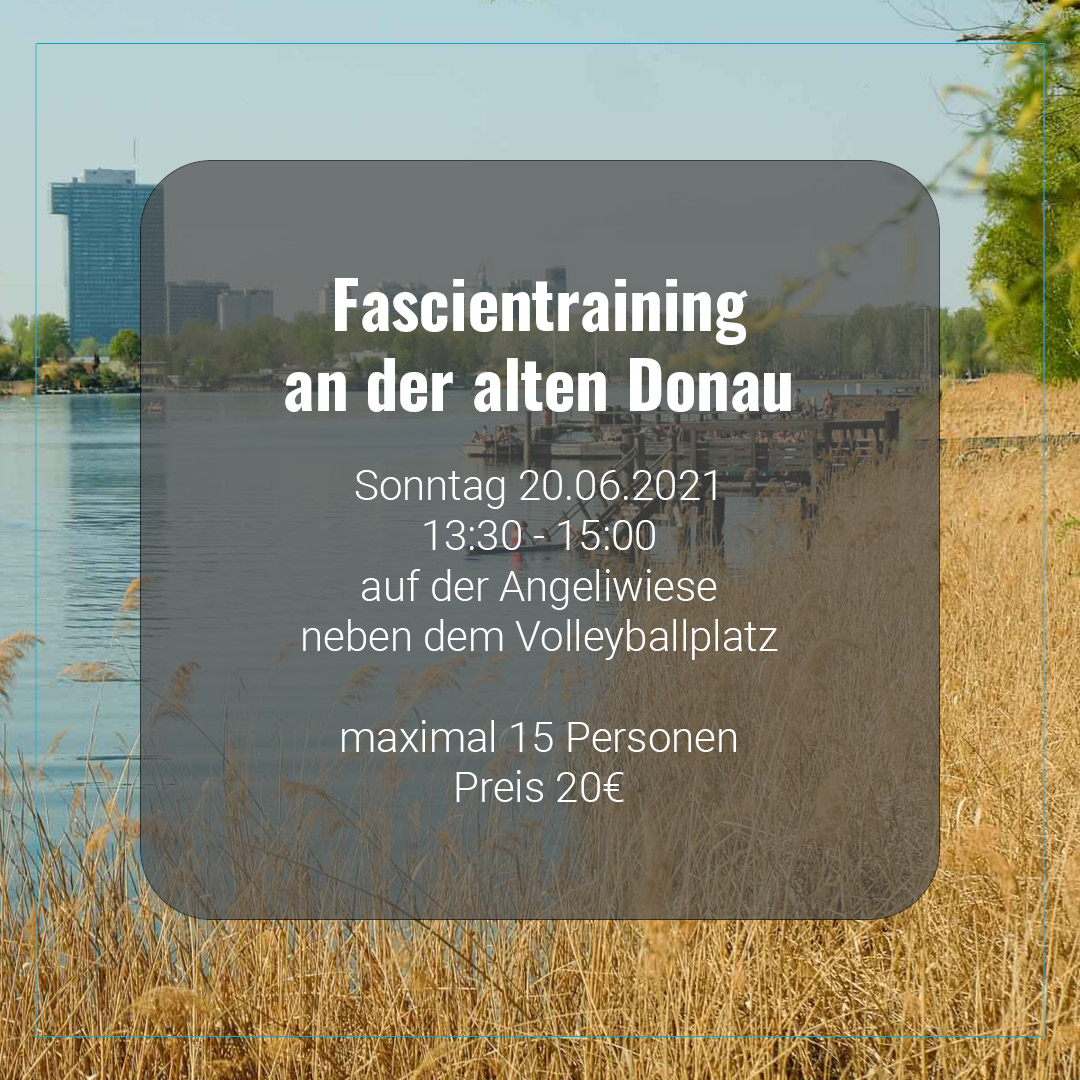 Fascientraining
an der alten Donau
Sonntag 20.06.2021
13:30 - 15:00
auf der Angeliwiese
neben dem Volleyballplatz
maximal 15 Personen
Preis 20€